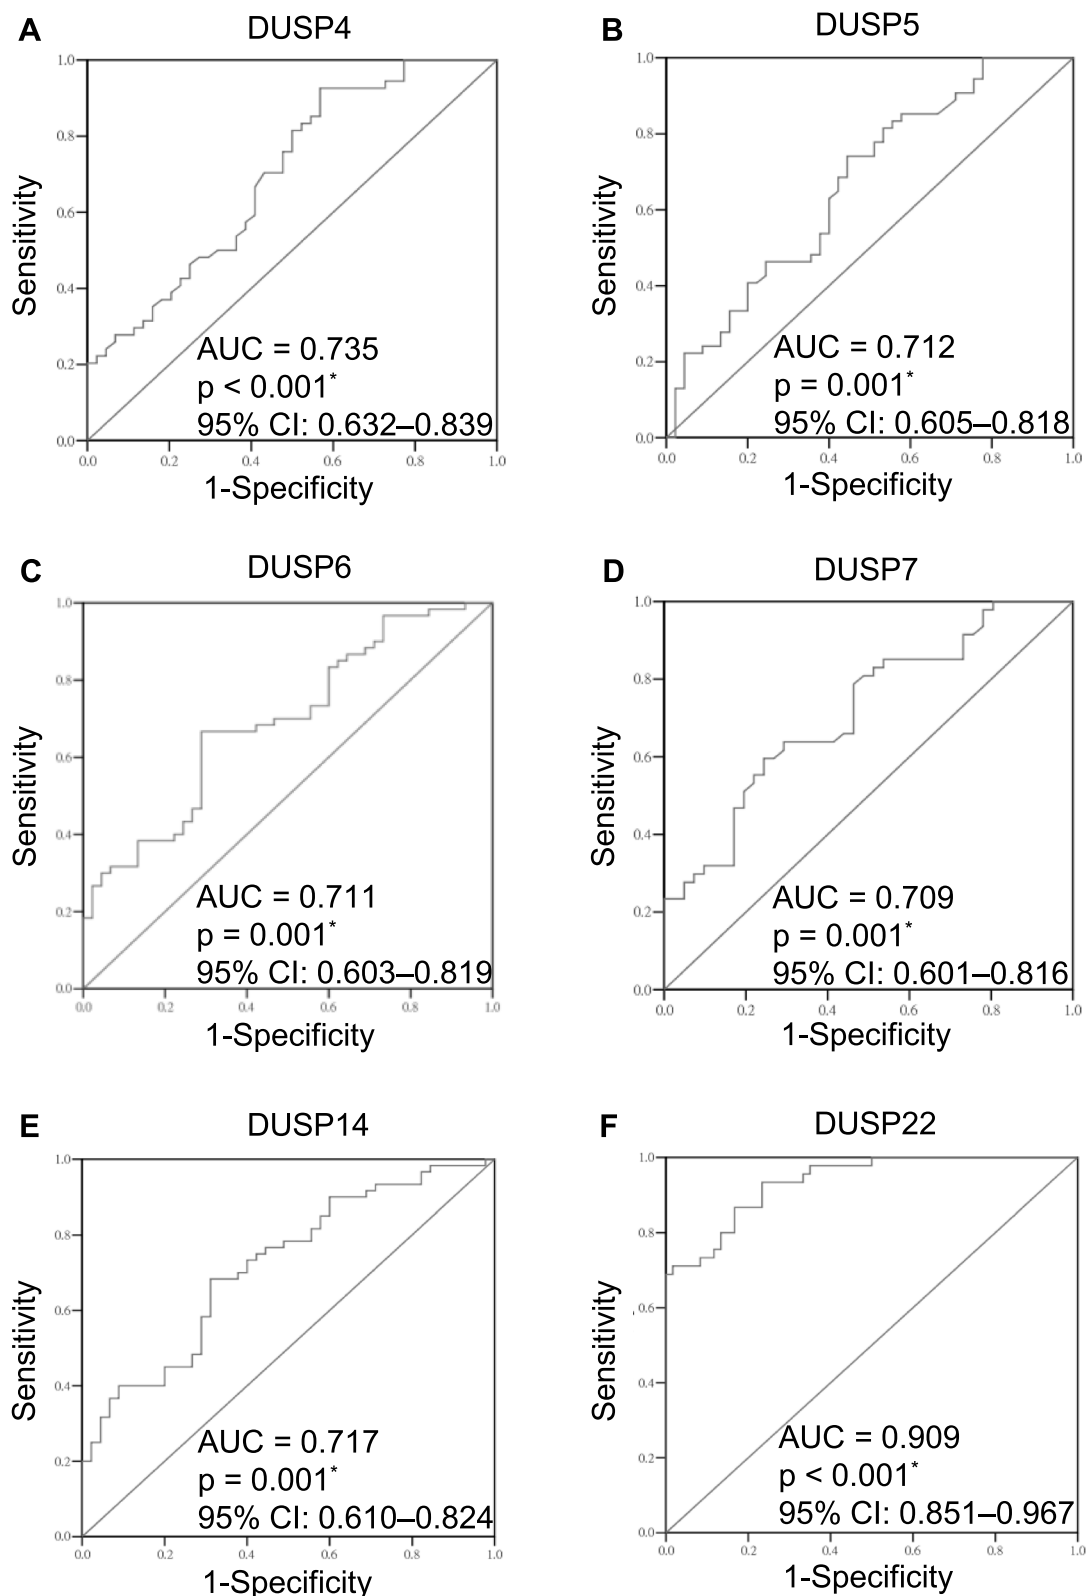 A
DUSP4
Sensitivity
1.0
0.8
0.6
0.4
0.2
0.0
AUC = 0.735
p < 0.001*
95% CI: 0.632–0.839
0.0 0.2 0.4 0.6 0.8 1.0
1-Specificity
B
DUSP5
Sensitivity
1.0
0.8
0.6
0.4
0.2
0.0
AUC = 0.712
p = 0.001*
95% CI: 0.605–0.818
0.0 0.2 0.4 0.6 0.8 1.0
1-Specificity
C
DUSP6
Sensitivity
1.0
0.8
0.6
0.4
0.2
0.0
AUC = 0.711
p = 0.001*
95% CI: 0.603–0.819
0.0 0.2 0.4 0.6 0.8 1.0
1-Specificity
D
DUSP7
Sensitivity
1.0
0.8
0.6
0.4
0.2
0.0
AUC = 0.709
p = 0.001*
95% CI: 0.601–0.816
0.0 0.2 0.4 0.6 0.8 1.0
1-Specificity
E
DUSP14
Sensitivity
1.0
0.8
0.6
0.4
0.2
0.0
AUC = 0.717
p = 0.001*
95% CI: 0.610–0.824
0.0 0.2 0.4 0.6 0.8 1.0
1-Specificity
F
DUSP22
Sensitivity
1.0
0.8
0.6
0.4
0.2
0.0
AUC = 0.909
p < 0.001*
95% CI: 0.851–0.967
0.0 0.2 0.4 0.6 0.8 1.0
1-Specificity